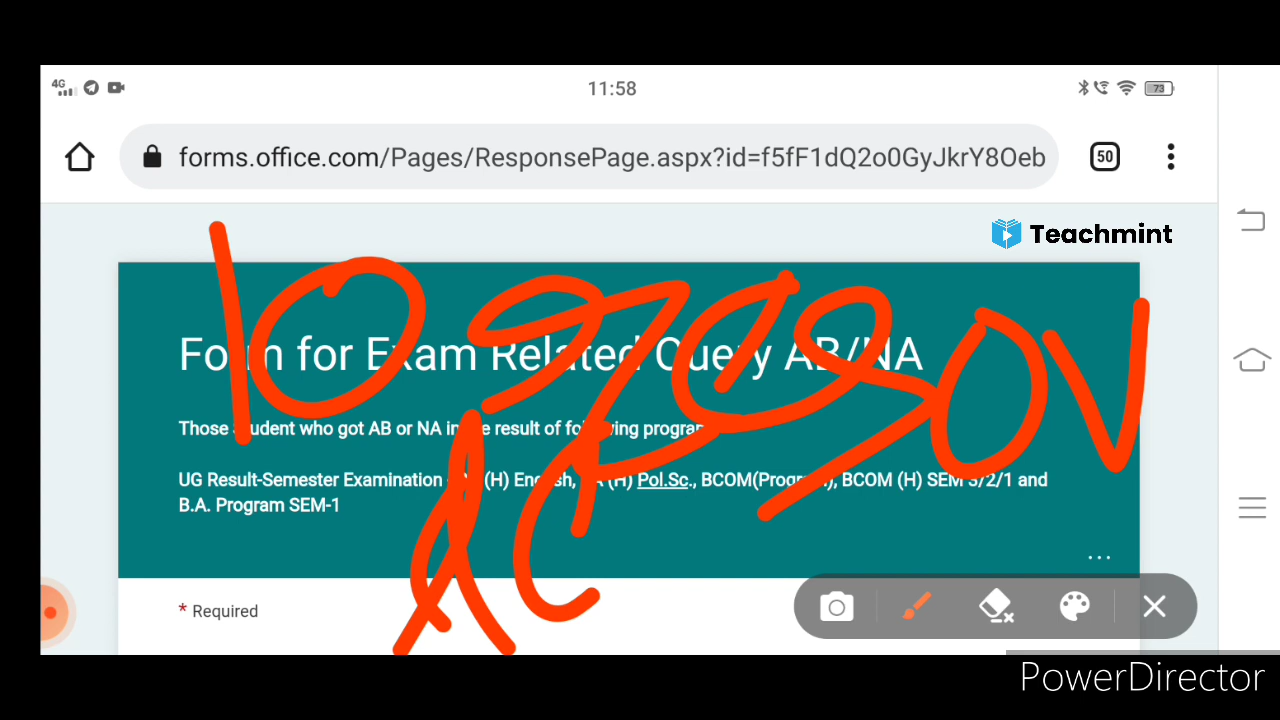 4G 11:58 73
forms.office.com/Pages/ResponsePage.aspx?id=f5fF1dQ2o0GyJkrY8Oeb 50
Teachmint
Form for Exam Related Query AB/NA
Those student who got AB or NA in the result of following program
UG Result-Semester Examination (H) English, (H) Pol.Sc., BCOM(Program), BCOM (H) SEM 3/2/1 and
B.A. Program SEM-1
* Required
PowerDirector